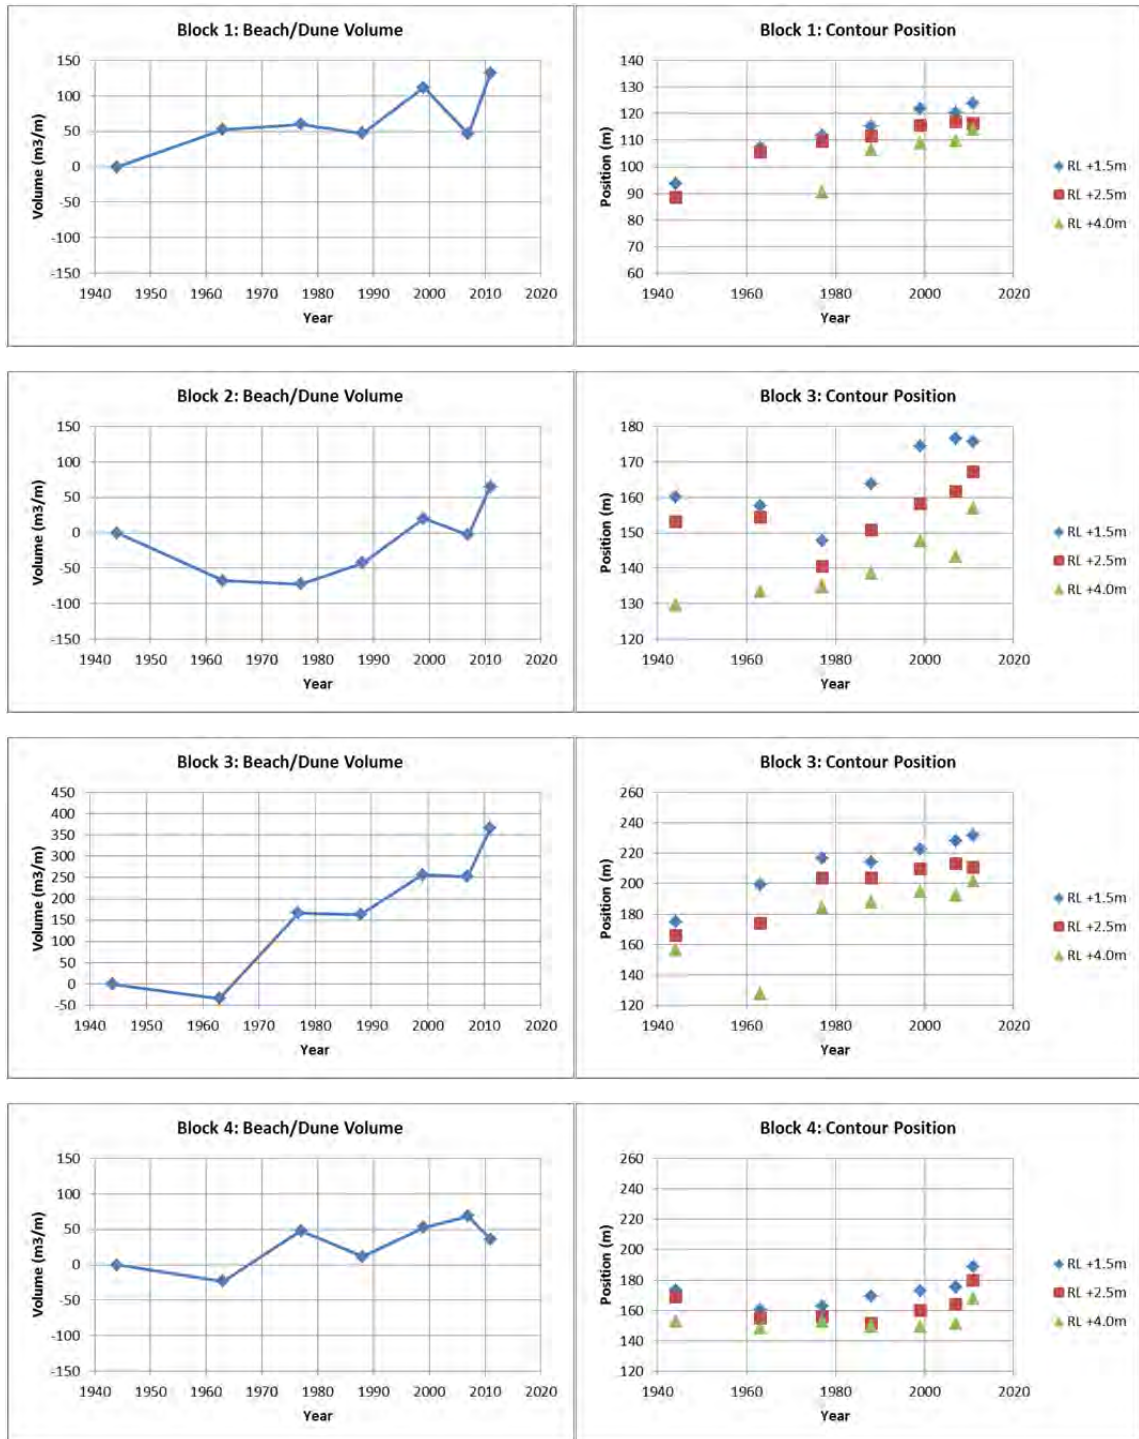 Block 1: Beach/Dune Volume
150
100
50
0
-50
-100
-150
Volume (m3/m)
1940 1950 1960 1970 1980 1990 2000 2010 2020
Year
Block 1: Contour Position
140
130
120
110
100
90
80
70
60
Position (m)
1940 1960 1980 2000 2020
Year
RL +1.5m
RL +2.5m
RL +4.0m
Block 2: Beach/Dune Volume
150
100
50
0
-50
-100
-150
Volume (m3/m)
1940 1950 1960 1970 1980 1990 2000 2010 2020
Year
Block 3: Contour Position
180
170
160
150
140
130
120
Position (m)
1940 1960 1980 2000 2020
Year
RL +1.5m
RL +2.5m
RL +4.0m
Block 3: Beach/Dune Volume
450
400
350
300
250
200
150
100
50
0
-50
Volume (m3/m)
1940 1950 1960 1970 1980 1990 2000 2010 2020
Year
Block 3: Contour Position
260
240
220
200
180
160
140
120
Position (m)
1940 1960 1980 2000 2020
Year
RL +1.5m
RL +2.5m
RL +4.0m
Block 4: Beach/Dune Volume
150
100
50
0
-50
-100
-150
Volume (m3/m)
1940 1950 1960 1970 1980 1990 2000 2010 2020
Year
Block 4: Contour Position
260
240
220
200
180
160
140
120
Position (m)
1940 1960 1980 2000 2020
Year
RL +1.5m
RL +2.5m
RL +4.0m